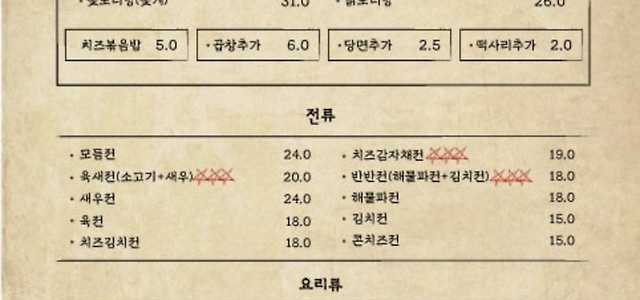 31.0
26.0
치즈볶음밥 5.0 · 곱창추가 6.0 · 당면추가 2.5 · 떡사리추가 2.0
전류
· 모듬전 24.0 · 치즈감자채전 19.0
· 육새전(소고기+새우) 20.0 · 반반전(해물파전+김치전) 18.0
· 새우전 24.0 · 해물파전 18.0
· 육전 18.0 · 김치전 15.0
· 치즈김치전 18.0 · 콘치즈전 15.0
요리류